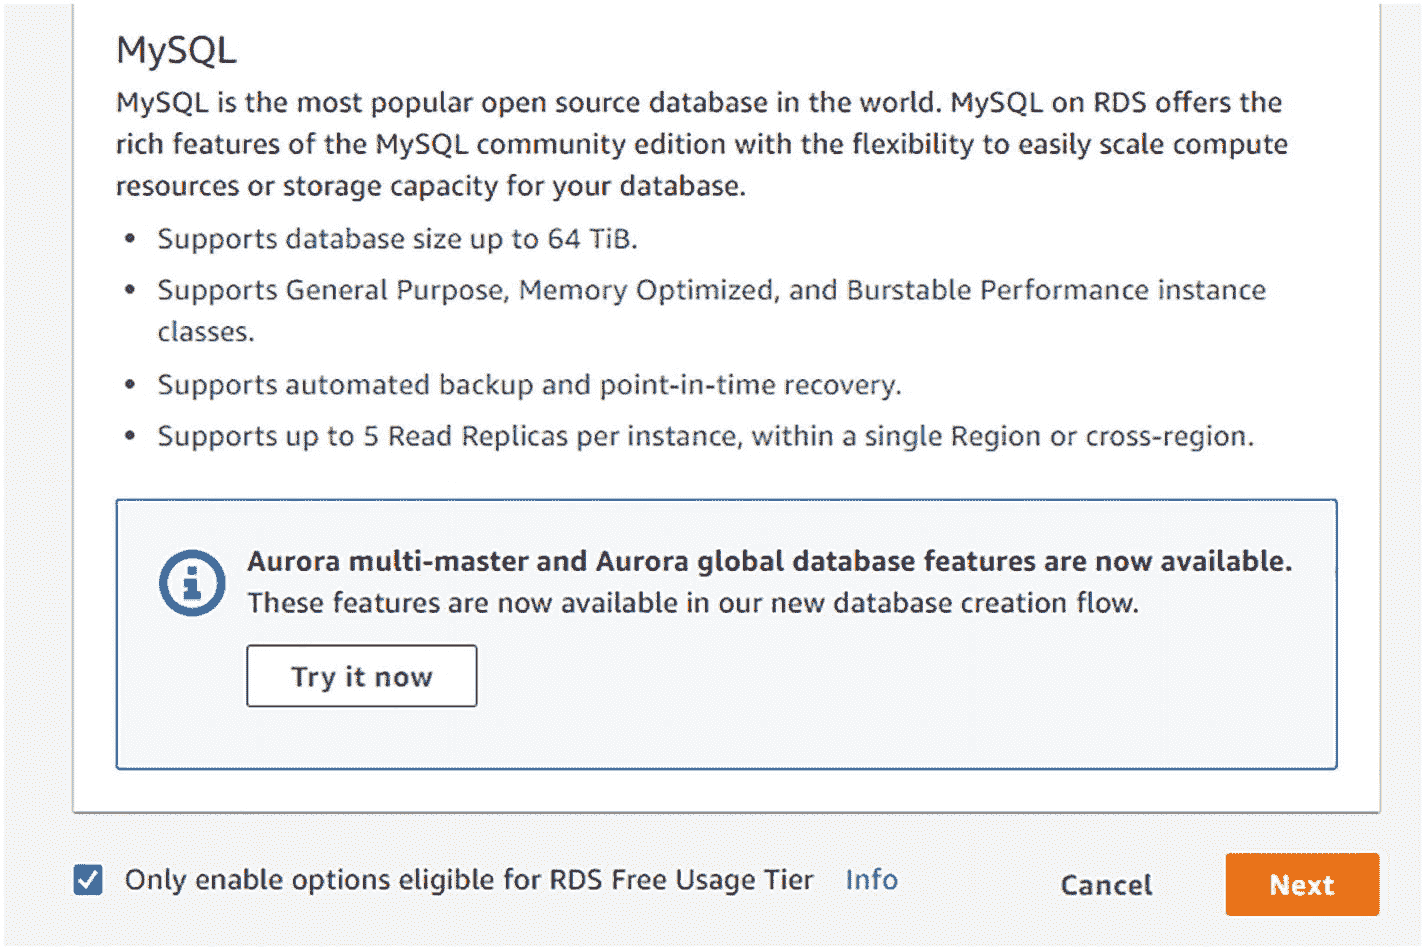 MySQL
MySQL is the most popular open source database in the world. MySQL on RDS offers the
rich features of the MySQL community edition with the flexibility to easily scale compute
resources or storage capacity for your database.
• Supports database size up to 64 TiB.
• Supports General Purpose, Memory Optimized, and Burstable Performance instance
classes.
• Supports automated backup and point-in-time recovery.
• Supports up to 5 Read Replicas per instance, within a single Region or cross-region.
Aurora multi-master and Aurora global database features are now available.
These features are now available in our new database creation flow.
Try it now
Only enable options eligible for RDS Free Usage Tier Info
Cancel
Next